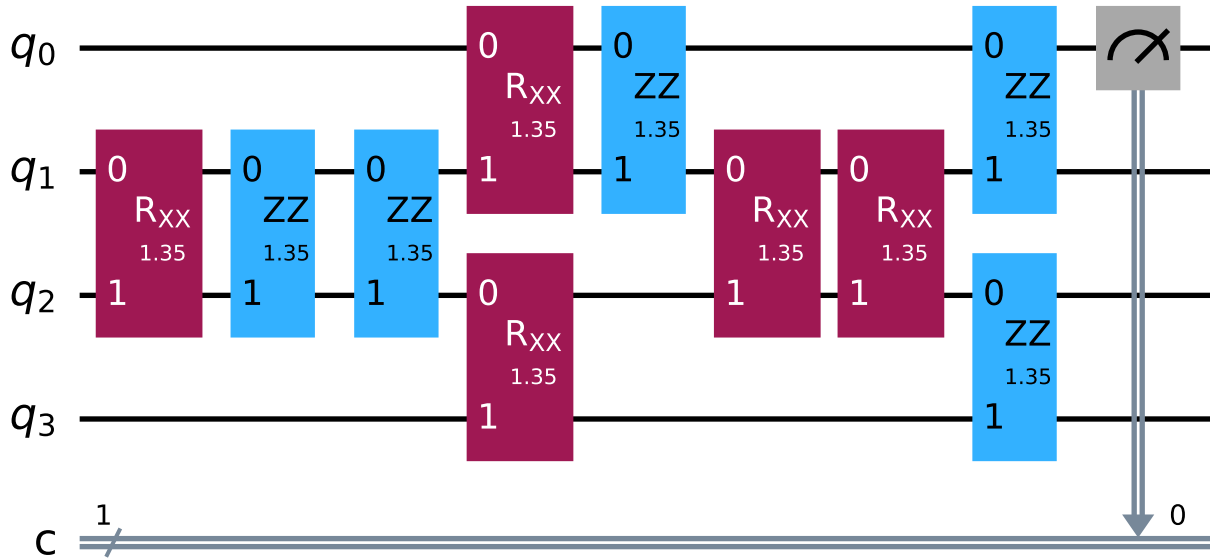 q0 0 RXX 1.35 1 0 ZZ 1.35 1 0 ZZ 1.35 1
q1 0 RXX 1.35 1 0 ZZ 1.35 1 0 ZZ 1.35 1 0 RXX 1.35 1 0 RXX 1.35 1
q2 0 RXX 1.35 1 0 ZZ 1.35 1
q3
c 1 0